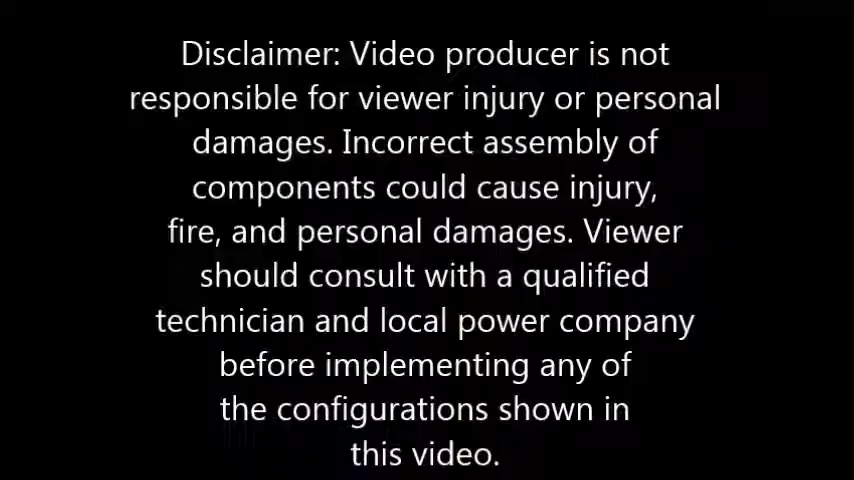 Disclaimer: Video producer is not
responsible for viewer injury or personal
damages. Incorrect assembly of
components could cause injury,
fire, and personal damages. Viewer
should consult with a qualified
technician and local power company
before implementing any of
the configurations shown in
this video.